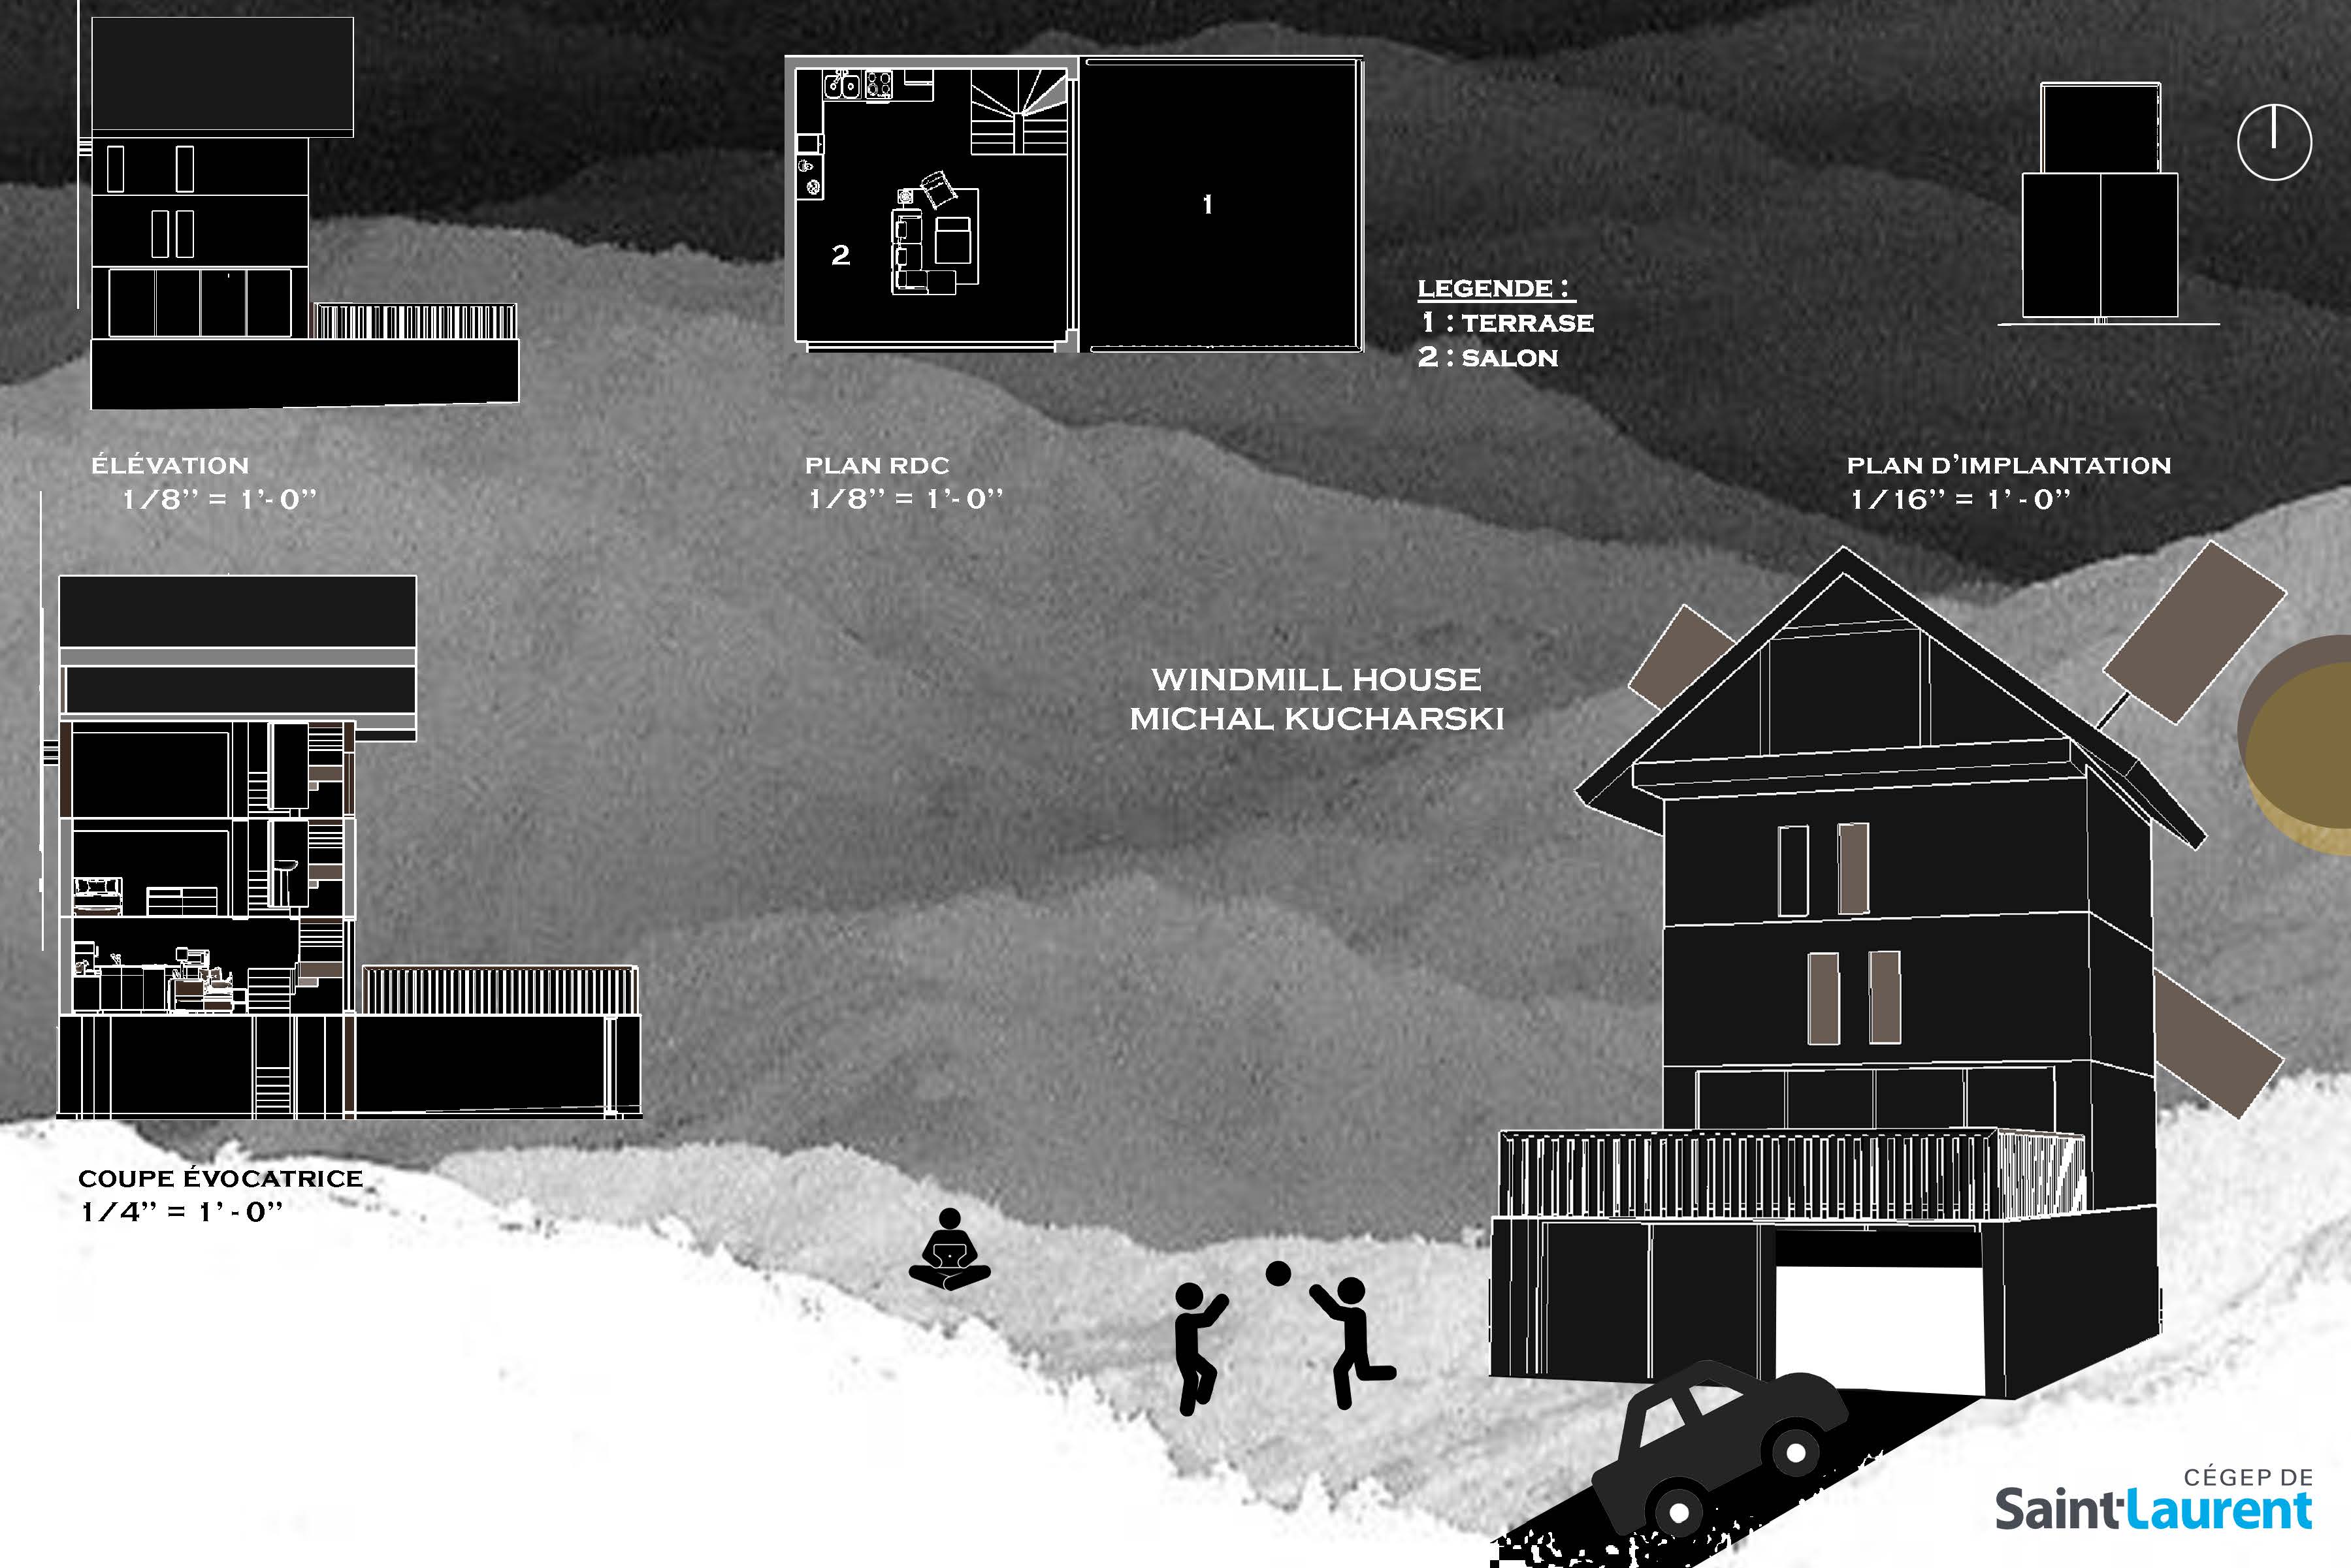 1
2
LEGENDE :
1 : TERRASE
2 : SALON
ÉLÉVATION
1/8” = 1’-0”
PLAN RDC
1/8” = 1’-0”
PLAN D’IMPLANTATION
1/16” = 1’-0”
WINDMILL HOUSE
MICHAL KUCHARSKI
COUPE ÉVOCATRICE
1/4” = 1’-0”
CÉGEP DE
Saint-Laurent